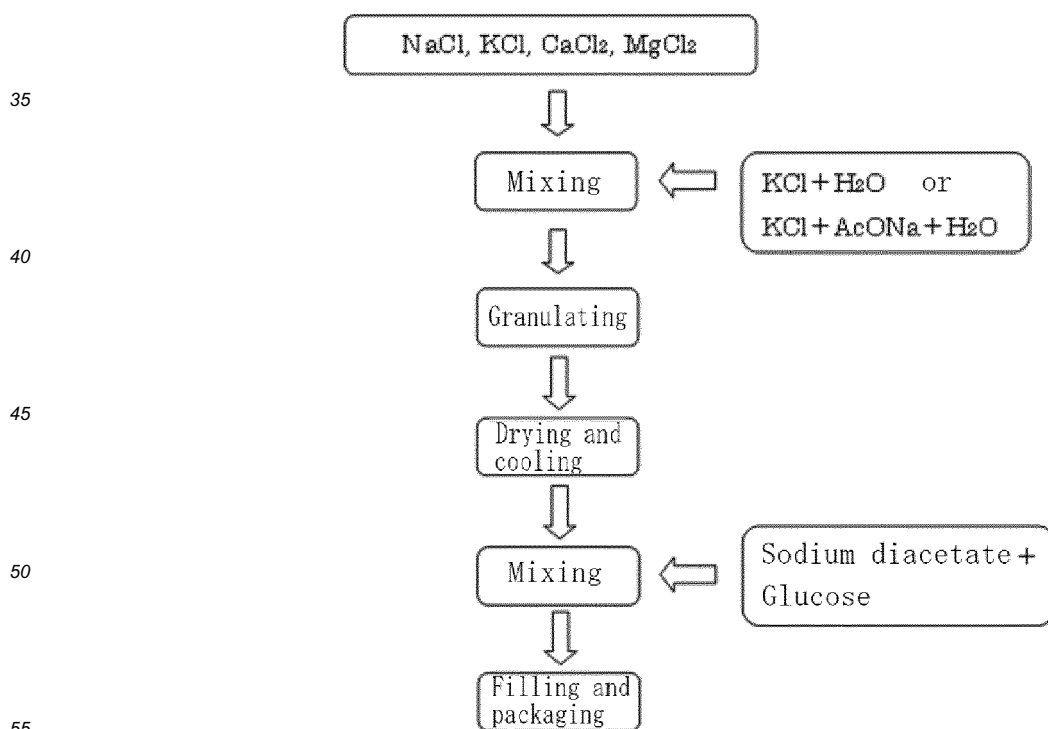 NaCl, KCl, CaCl₂, MgCl₂
35
Mixing
KCl+H₂O or
KCl+AcONa+H₂O
40
Granulating
45
Drying and
cooling
50
Mixing
Sodium diacetate+
Glucose
Filling and
packaging
55